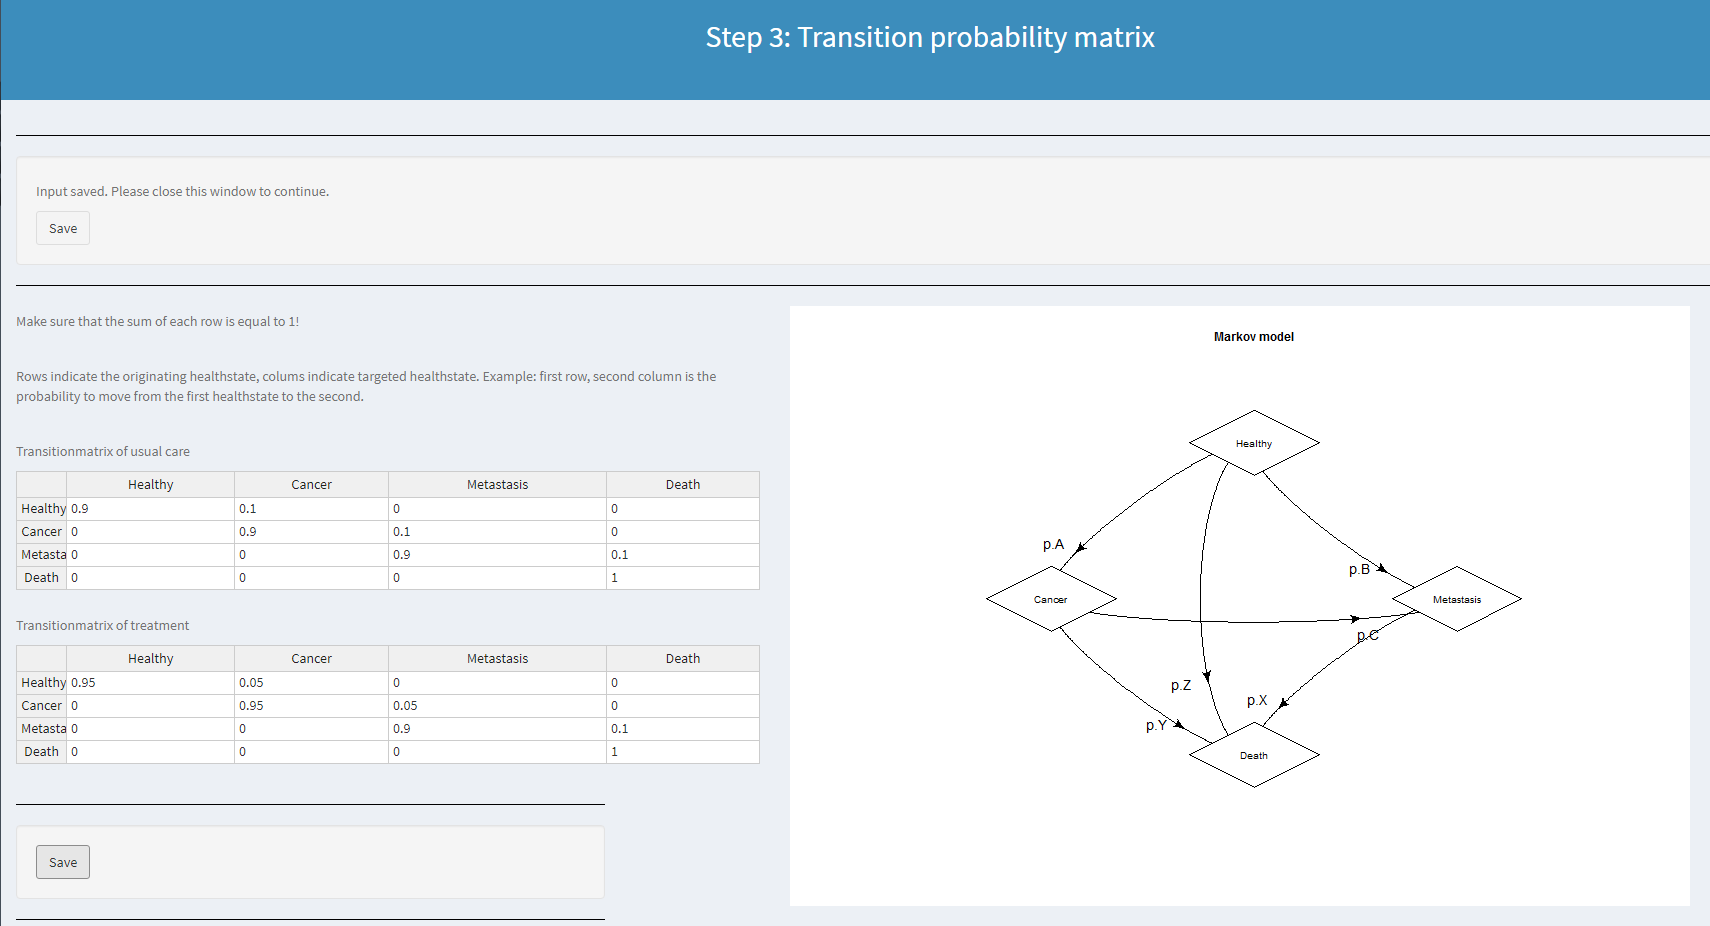 Step 3: Transition probability matrix
Input saved. Please close this window to continue.
Save
Make sure that the sum of each row is equal to 1!
Rows indicate the originating healthstate, colums indicate targeted healthstate. Example: first row, second column is the
probability to move from the first healthstate to the second.
Transitionmatrix of usual care
Healthy Cancer Metastasis Death
Healthy 0.9 0.1 0 0
Cancer 0 0.9 0.1 0
Metasta 0 0 0.9 0.1
Death 0 0 0 1
Transitionmatrix of treatment
Healthy Cancer Metastasis Death
Healthy 0.95 0.05 0 0
Cancer 0 0.95 0.05 0
Metasta 0 0 0.9 0.1
Death 0 0 0 1
Save
Markov model
Healthy
p.A
p.B
Cancer
Metastasis
p.C
p.Z
p.X
p.Y
Death